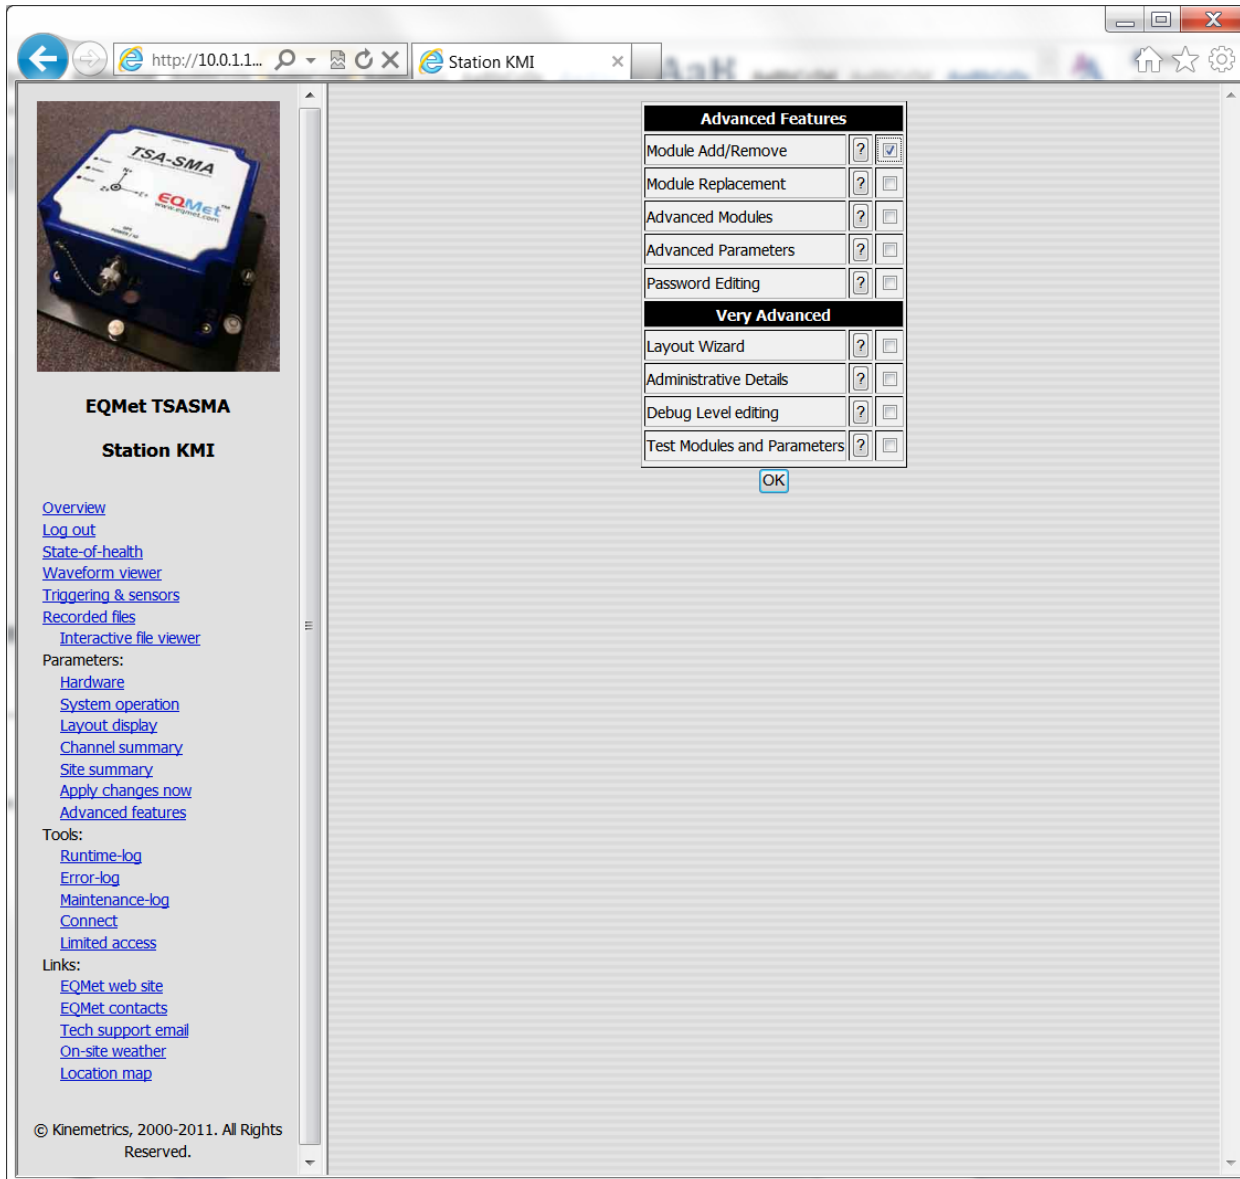 http://10.0.1.1...
Station KMI
TSA-SMA
N+
Z+
E+
EQMet™
www.eqmet.com
EQMet TSASMA
Station KMI
Overview
Log out
State-of-health
Waveform viewer
Triggering & sensors
Recorded files
Interactive file viewer
Parameters:
Hardware
System operation
Layout display
Channel summary
Site summary
Apply changes now
Advanced features
Tools:
Runtime-log
Error-log
Maintenance-log
Connect
Limited access
Links:
EQMet web site
EQMet contacts
Tech support email
On-site weather
Location map
© Kinemetrics, 2000-2011. All Rights
Reserved.
Advanced Features
Module Add/Remove ?
Module Replacement ?
Advanced Modules ?
Advanced Parameters ?
Password Editing ?
Very Advanced
Layout Wizard ?
Administrative Details ?
Debug Level editing ?
Test Modules and Parameters ?
OK